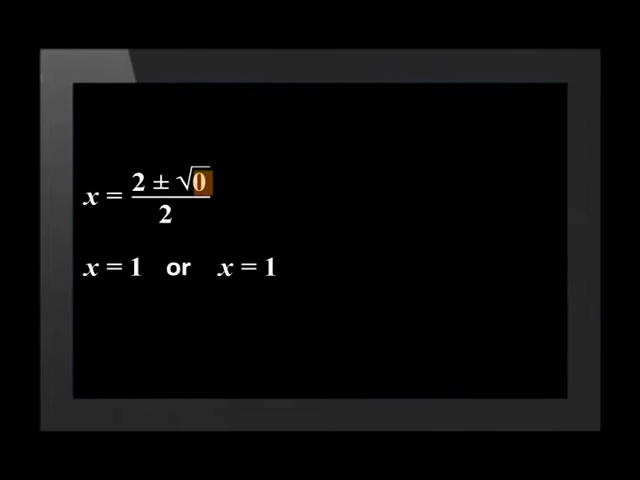 x = (2 ± √0)/2
x = 1 or x = 1